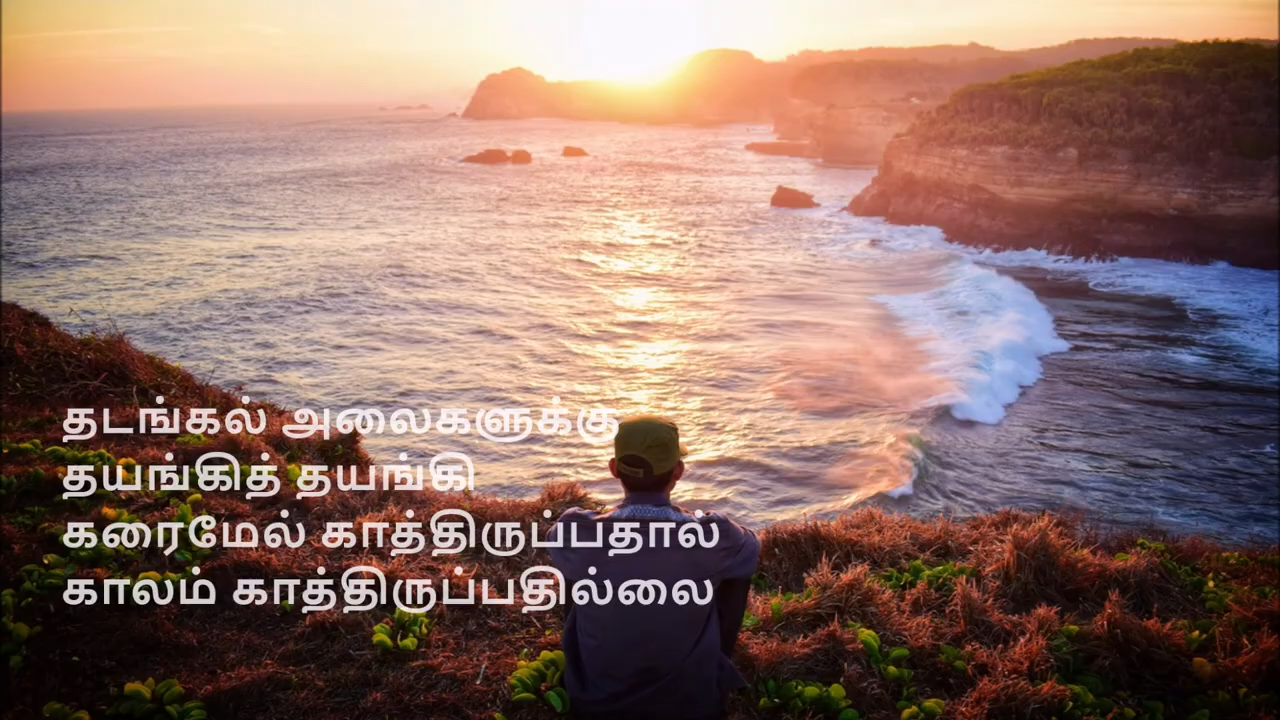 தடங்கல் அலைகளுக்கு
தயங்கித் தயங்கி
கரைமேல் காத்திருப்பதால்
காலம் காத்திருப்பதில்லை